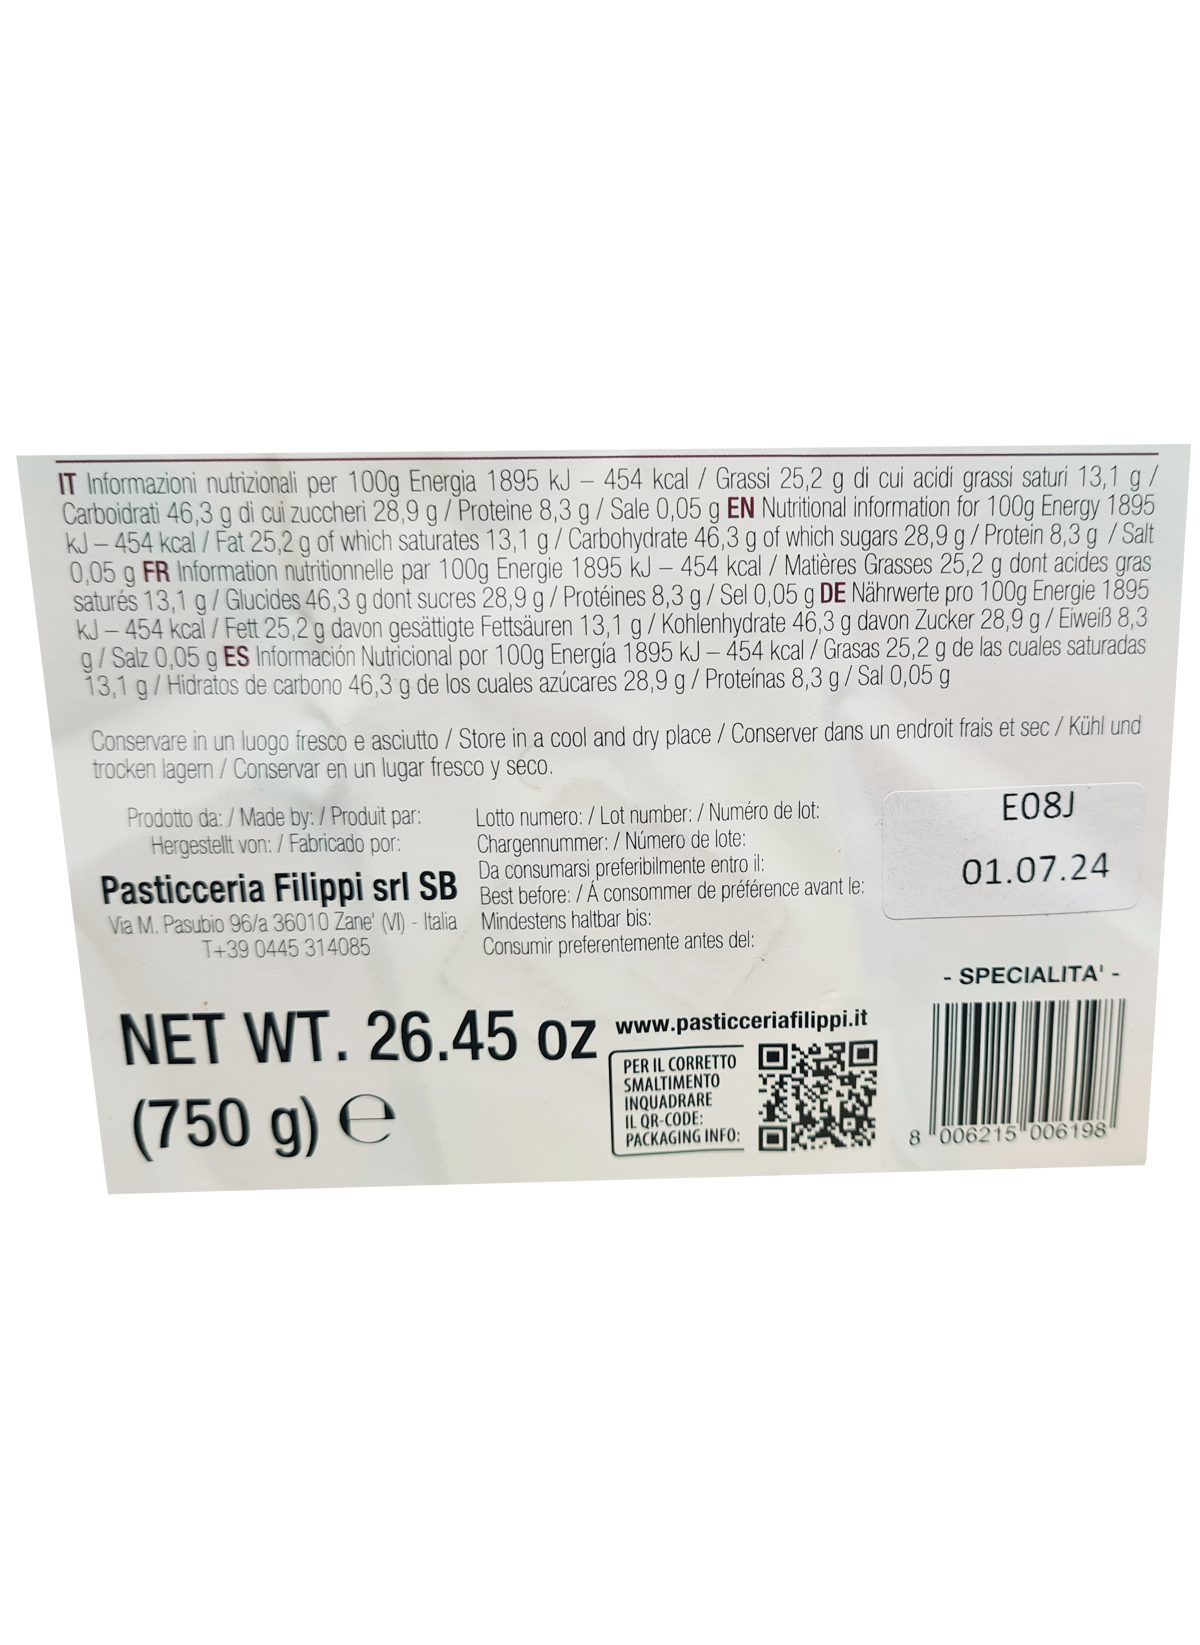 IT Informazioni nutrizionali per 100g Energia 1895 kJ – 454 kcal / Grassi 25,2 g di cui acidi grassi saturi 13,1 g /
Carboidrati 46,3 g di cui zuccheri 28,9 g / Proteine 8,3 g / Sale 0,05 g EN Nutritional information for 100g Energy 1895
kJ – 454 kcal / Fat 25,2 g of which saturates 13,1 g / Carbohydrate 46,3 g of which sugars 28,9 g / Protein 8,3 g / Salt
0,05 g FR Information nutritionnelle par 100g Energie 1895 kJ – 454 kcal / Matières Grasses 25,2 g dont acides gras
saturés 13,1 g / Glucides 46,3 g dont sucres 28,9 g / Protéines 8,3 g / Sel 0,05 g DE Nährwerte pro 100g Energie 1895
kJ – 454 kcal / Fett 25,2 g davon gesättigte Fettsäuren 13,1 g / Kohlenhydrate 46,3 g davon Zucker 28,9 g / Eiweiß 8,3
g / Salz 0,05 g ES Información Nutricional por 100g Energía 1895 kJ – 454 kcal / Grasas 25,2 g de las cuales saturadas
13,1 g / Hidratos de carbono 46,3 g de los cuales azúcares 28,9 g / Proteínas 8,3 g / Sal 0,05 g
Conservare in un luogo fresco e asciutto / Store in a cool and dry place / Conserver dans un endroit frais et sec / Kühl und
trocken lagern / Conservar en un lugar fresco y seco.
Prodotto da: / Made by: / Produit par:
Hergestellt von: / Fabricado por:
Pasticceria Filippi srl SB
Via M. Pasubio 96/a 36010 Zane' (VI) - Italia
T+39 0445 314085
Lotto numero: / Lot number: / Numéro de lot:
Chargennummer: / Número de lote:
Da consumarsi preferibilmente entro il:
Best before: / Á consommer de préférence avant le:
Mindestens haltbar bis:
Consumir preferentemente antes del:
E08J
01.07.24
- SPECIALITA' -
NET WT. 26.45 oz
(750 g) ℮
www.pasticceriafilippi.it
PER IL CORRETTO
SMALTIMENTO
INQUADRARE
IL QR-CODE:
PACKAGING INFO:
8 006215 006198